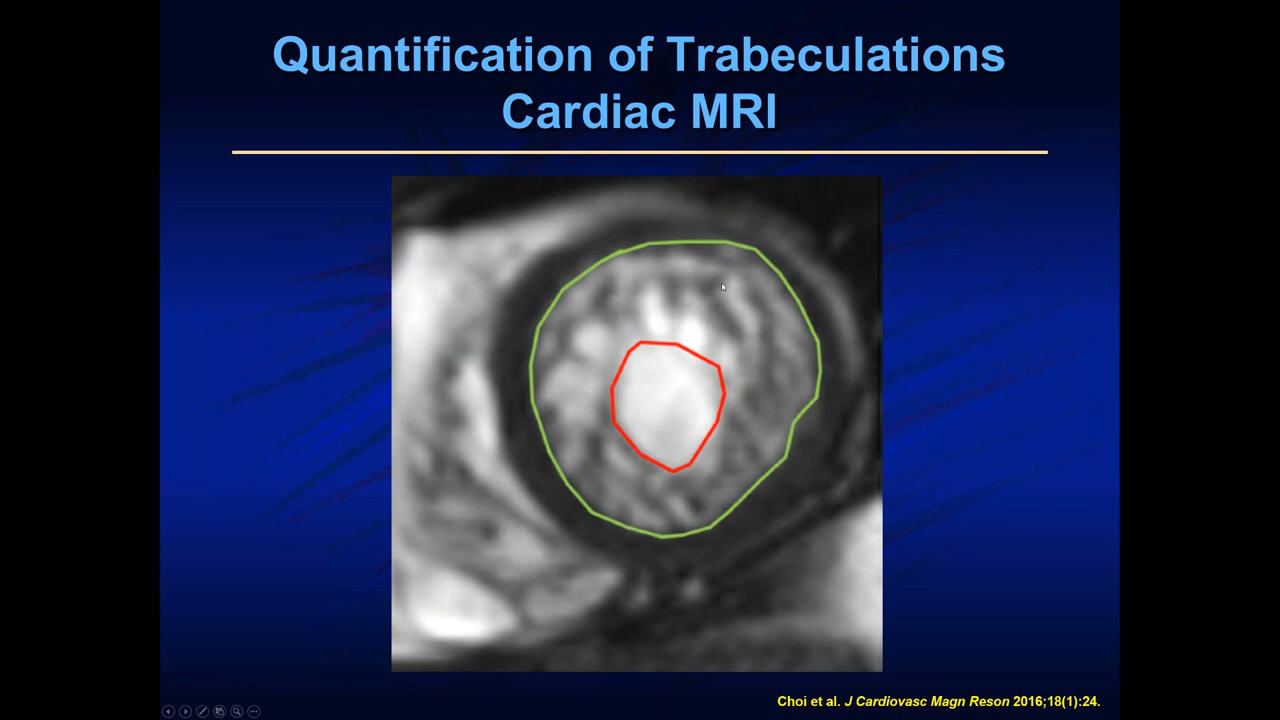 Quantification of Trabeculations
Cardiac MRI
Choi et al. J Cardiovasc Magn Reson 2016;18(1):24.